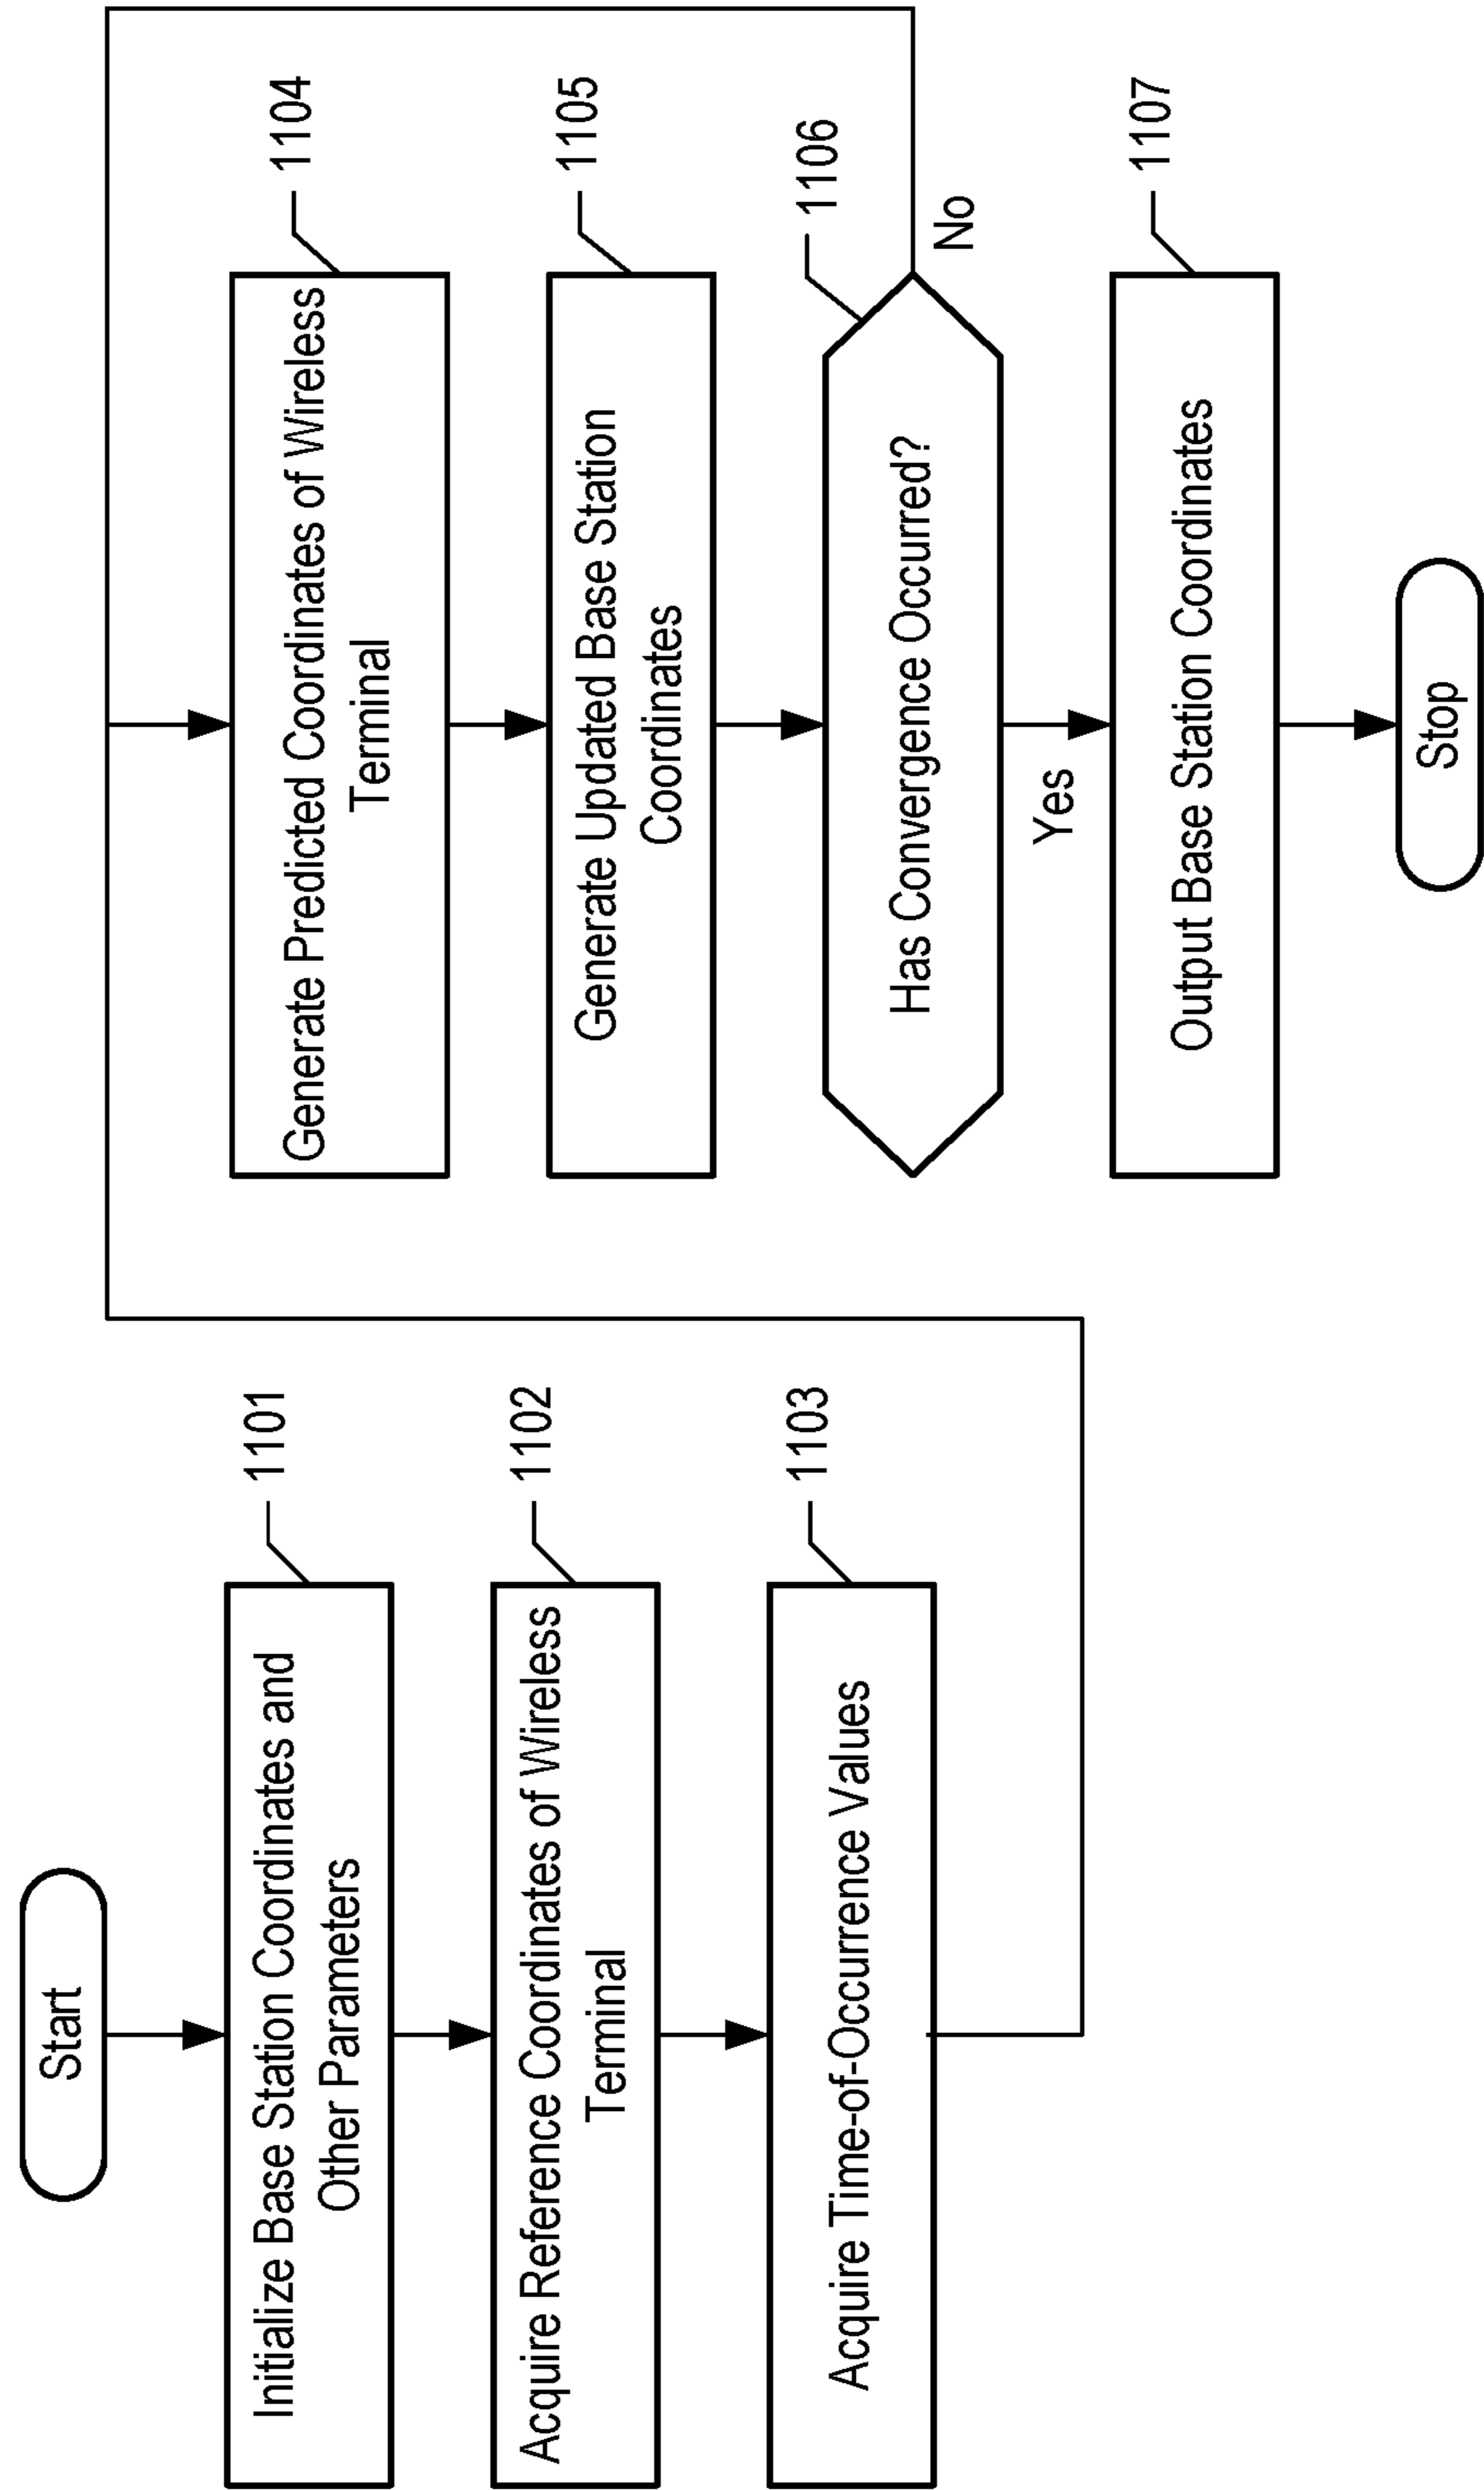 Start
Initialize Base Station Coordinates and
Other Parameters
1101
Acquire Reference Coordinates of Wireless
Terminal
1102
Acquire Time-of-Occurrence Values
1103
Generate Predicted Coordinates of Wireless
Terminal
1104
Generate Updated Base Station
Coordinates
1105
Has Convergence Occurred?
1106
No
Yes
Output Base Station Coordinates
1107
Stop